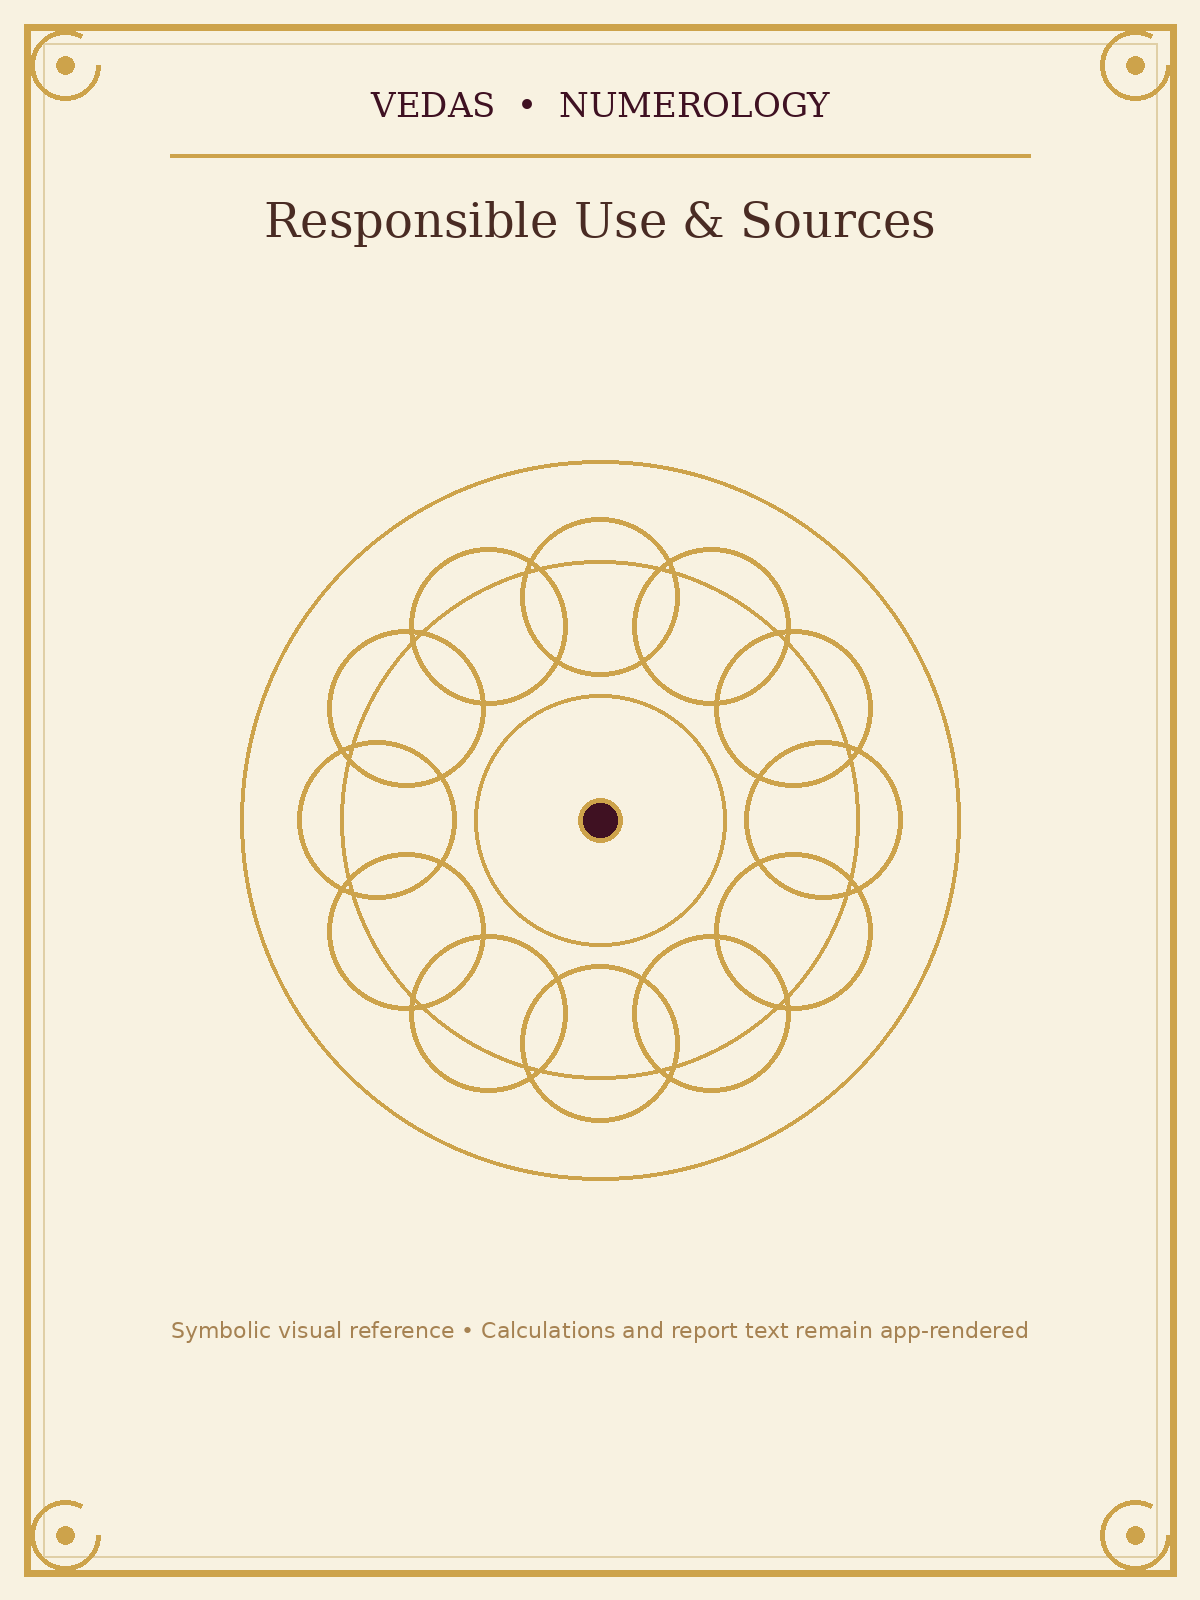 VEDAS • NUMEROLOGY
Responsible Use & Sources
Symbolic visual reference • Calculations and report text remain app-rendered